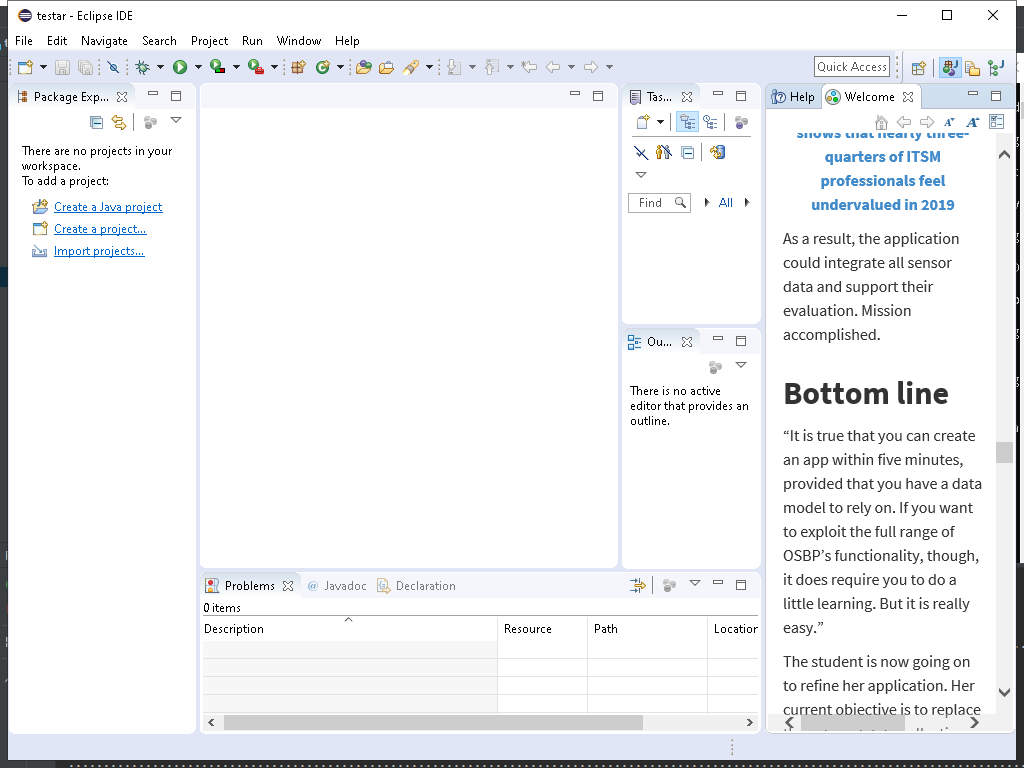 testar - Eclipse IDE
File Edit Navigate Search Project Run Window Help
Quick Access
Package Exp...
There are no projects in your
workspace.
To add a project:
Create a Java project
Create a project...
Import projects...
Tas...
Find
All
Ou...
There is no active
editor that provides an
outline.
Problems @ Javadoc Declaration
0 items
Description Resource Path Location
Help Welcome
shows that nearly three-
quarters of ITSM
professionals feel
undervalued in 2019
As a result, the application
could integrate all sensor
data and support their
evaluation. Mission
accomplished.
Bottom line
“It is true that you can create
an app within five minutes,
provided that you have a data
model to rely on. If you want
to exploit the full range of
OSBP’s functionality, though,
it does require you to do a
little learning. But it is really
easy.”
The student is now going on
to refine her application. Her
current objective is to replace